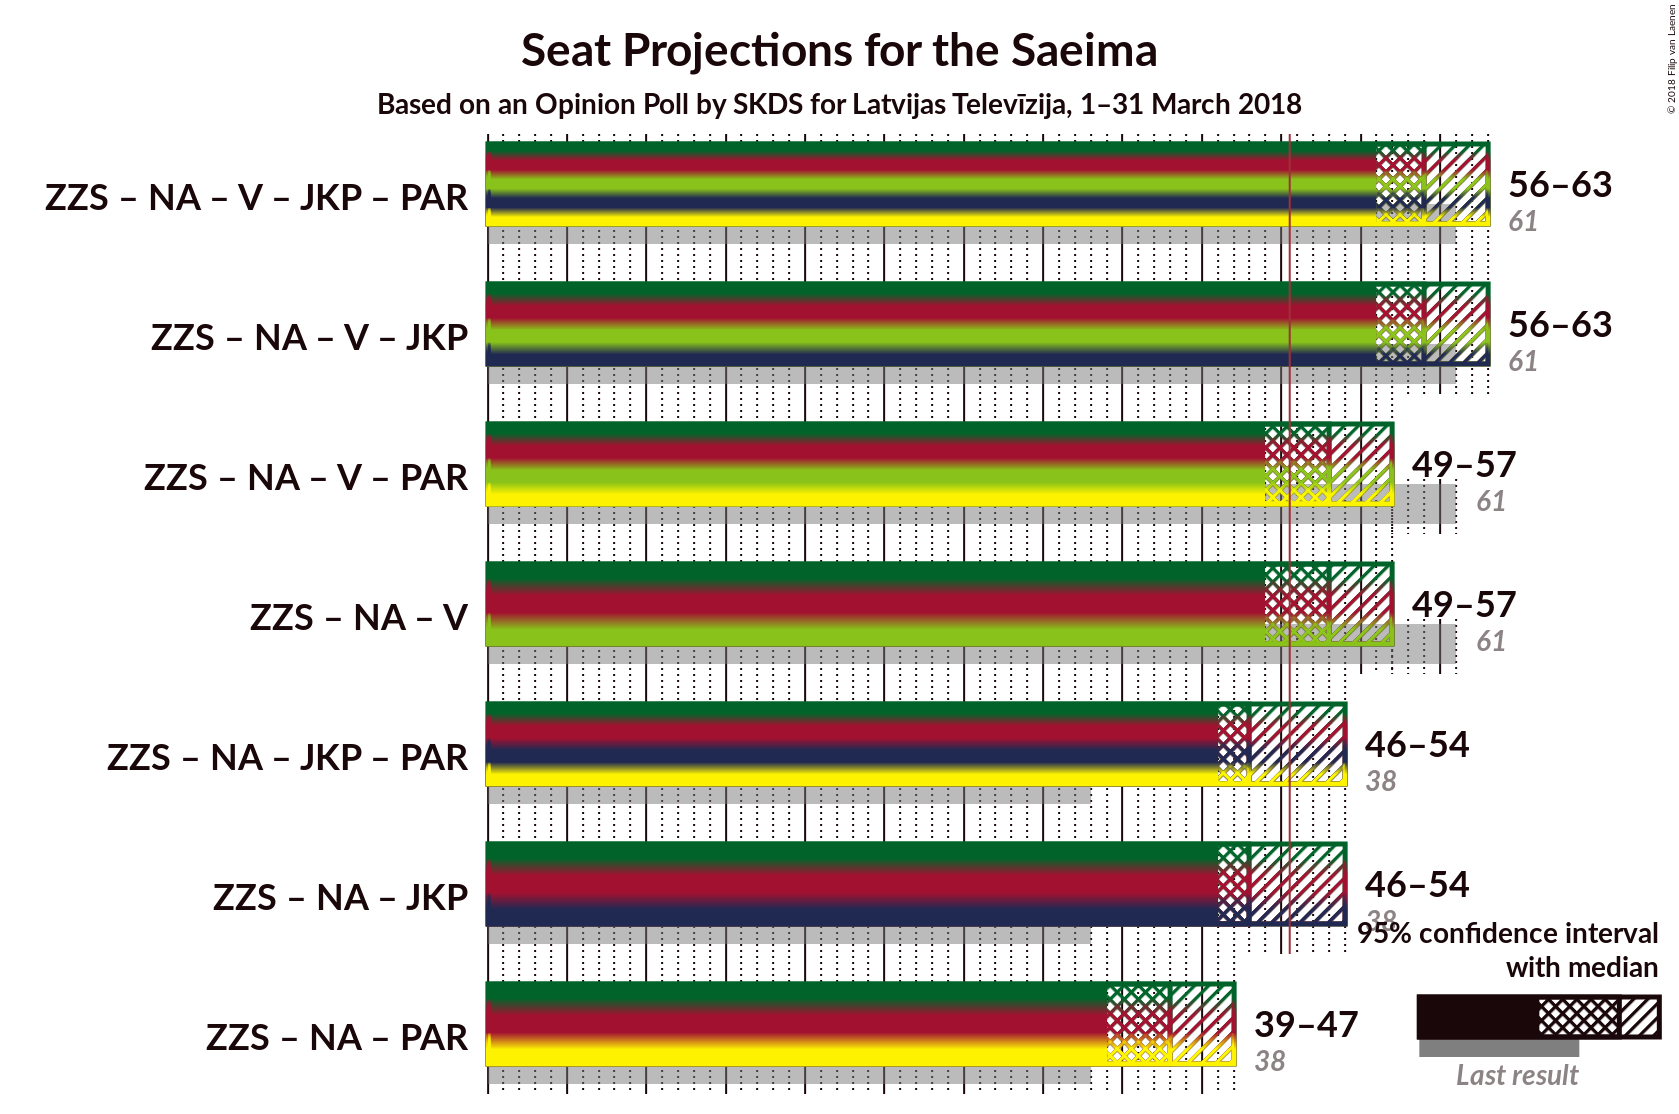 Seat Projections for the Saeima
Based on an Opinion Poll by SKDS for Latvijas Televīzija, 1–31 March 2018
© 2018 Filip van Laenen
ZZS – NA – V – JKP – PAR
56–63
61
ZZS – NA – V – JKP
56–63
61
ZZS – NA – V – PAR
49–57
61
ZZS – NA – V
49–57
61
ZZS – NA – JKP – PAR
46–54
38
ZZS – NA – JKP
46–54
38
ZZS – NA – PAR
39–47
38
95% confidence interval
with median
Last result